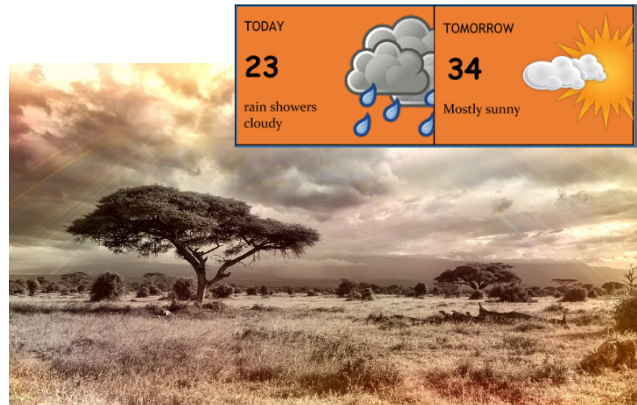 TODAY
23
rain showers
cloudy
TOMORROW
34
Mostly sunny